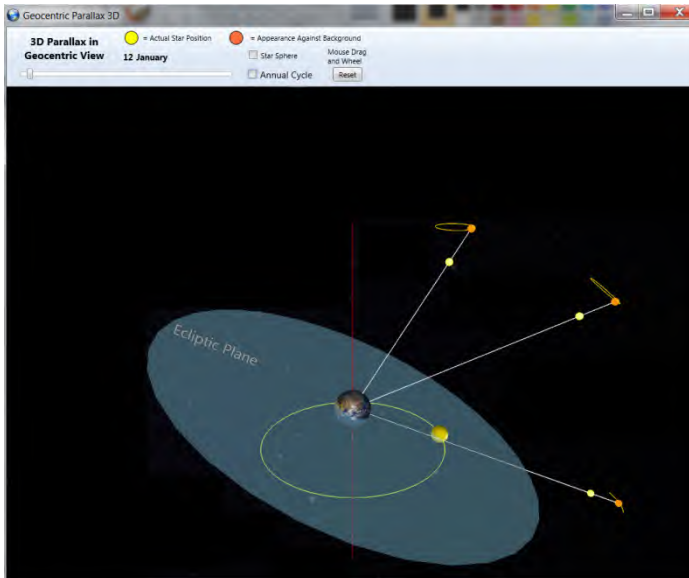 Geocentric Parallax 3D
3D Parallax in
Geocentric View
= Actual Star Position
= Appearance Against Background
12 January
Star Sphere
Mouse Drag
and Wheel
Annual Cycle
Reset
Ecliptic Plane